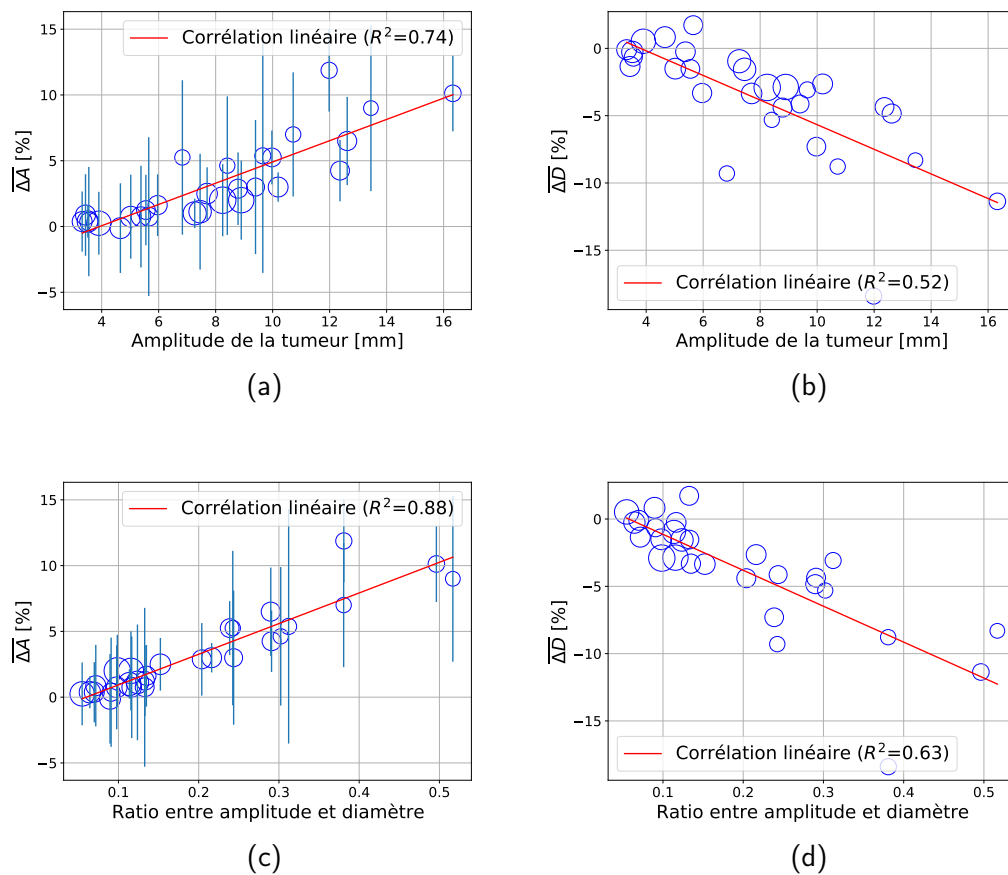 Corrélation linéaire (R²=0.74)
15
10
5
0
−5
ΔA̅ [%]
4 6 8 10 12 14 16
Amplitude de la tumeur [mm]
(a)
0
−5
−10
−15
ΔD̅ [%]
Corrélation linéaire (R²=0.52)
4 6 8 10 12 14 16
Amplitude de la tumeur [mm]
(b)
Corrélation linéaire (R²=0.88)
15
10
5
0
−5
ΔA̅ [%]
0.1 0.2 0.3 0.4 0.5
Ratio entre amplitude et diamètre
(c)
0
−5
−10
−15
ΔD̅ [%]
Corrélation linéaire (R²=0.63)
0.1 0.2 0.3 0.4 0.5
Ratio entre amplitude et diamètre
(d)